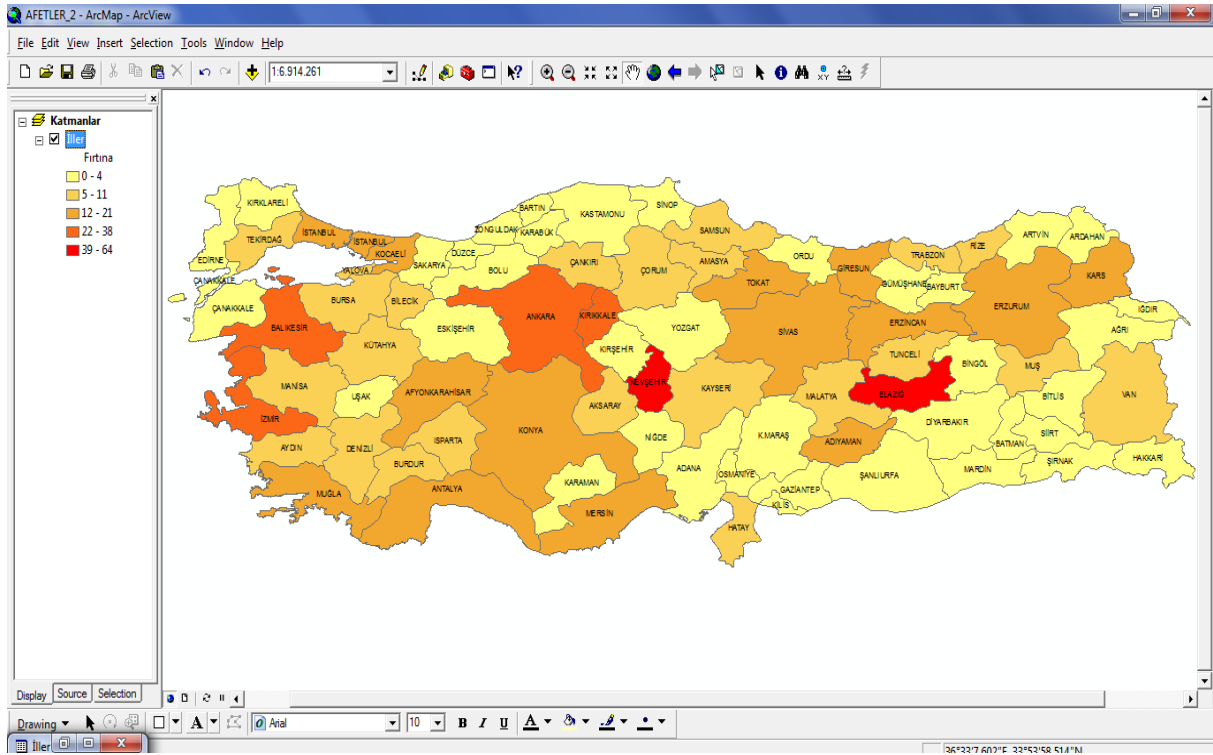 AFETLER_2 - ArcMap - ArcView
File Edit View Insert Selection Tools Window Help
1:6.914.261
Katmanlar
İller
Fırtına
0 - 4
5 - 11
12 - 21
22 - 38
39 - 64
KIRKLARELİ
TEKİRDAĞ
EDİRNE
İSTANBUL
İSTANBUL
KOCAELİ
YALOVA
SAKARYA
DÜZCE
ZONGULDAK
BARTIN
KARABÜK
KASTAMONU
SİNOP
SAMSUN
ÇANAKKALE
ÇANAKKALE
BALIKESİR
BURSA
BİLECİK
BOLU
ÇANKIRI
ÇORUM
AMASYA
ORDU
GİRESUN
TRABZON
RİZE
ARTVİN
ARDAHAN
KARS
IĞDIR
AĞRI
ERZURUM
BAYBURT
GÜMÜŞHANE
ERZİNCAN
TOKAT
SİVAS
YOZGAT
KIRIKKALE
ANKARA
ESKİŞEHİR
KÜTAHYA
MANİSA
UŞAK
AFYONKARAHİSAR
KIRŞEHİR
NEVŞEHİR
KAYSERİ
AKSARAY
KONYA
NİĞDE
MALATYA
ELAZIĞ
TUNCELİ
BİNGÖL
MUŞ
BİTLİS
VAN
İZMİR
AYDIN
DENİZLİ
ISPARTA
BURDUR
MUĞLA
ANTALYA
KARAMAN
MERSİN
ADANA
OSMANİYE
K.MARAŞ
GAZİANTEP
KİLİS
HATAY
ADIYAMAN
ŞANLIURFA
DİYARBAKIR
BATMAN
SİİRT
MARDİN
ŞIRNAK
HAKKARİ
Display Source Selection
Drawing
Arial
10
B I U A
İller
36°33'7,602"E 33°53'58,514"N